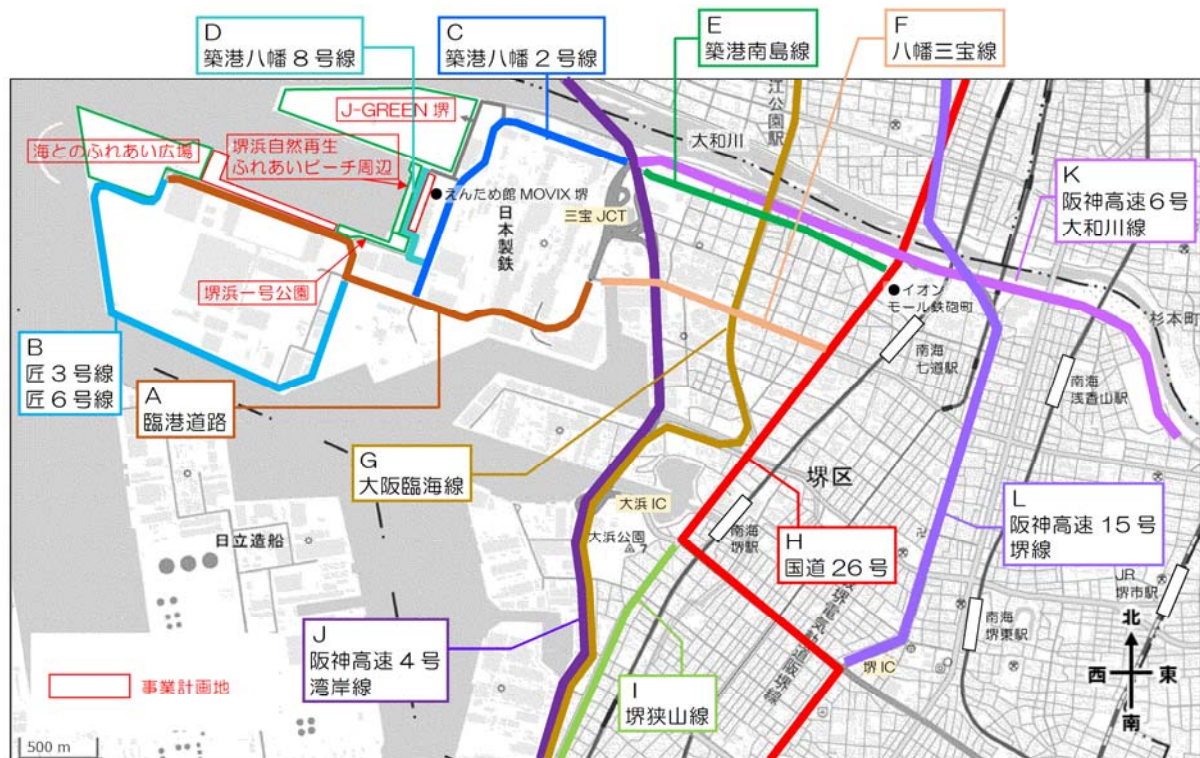 D
築港八幡8号線
C
築港八幡2号線
E
築港南島線
F
八幡三宝線
J-GREEN 堺
海とのふれあい広場
堺浜自然再生
ふれあいビーチ周辺
●えんため館 MOVIX 堺
日本製鉄
三宝 JCT
江公園駅
大和川
K
阪神高速6号
大和川線
堺浜一号公園
●イオン
モール鉄砲町
杉本町
南海
七道駅
南海
浅香山駅
B
匠3号線
匠6号線
A
臨港道路
G
大阪臨海線
大浜 IC
堺区
L
阪神高速 15号
堺線
日立造船
大浜公園
7
南海
堺駅
H
国道 26号
JR
堺市駅
南海
堺東駅
J
阪神高速4号
湾岸線
堺 IC
I
堺狭山線
事業計画地
北
西
東
南
500 m